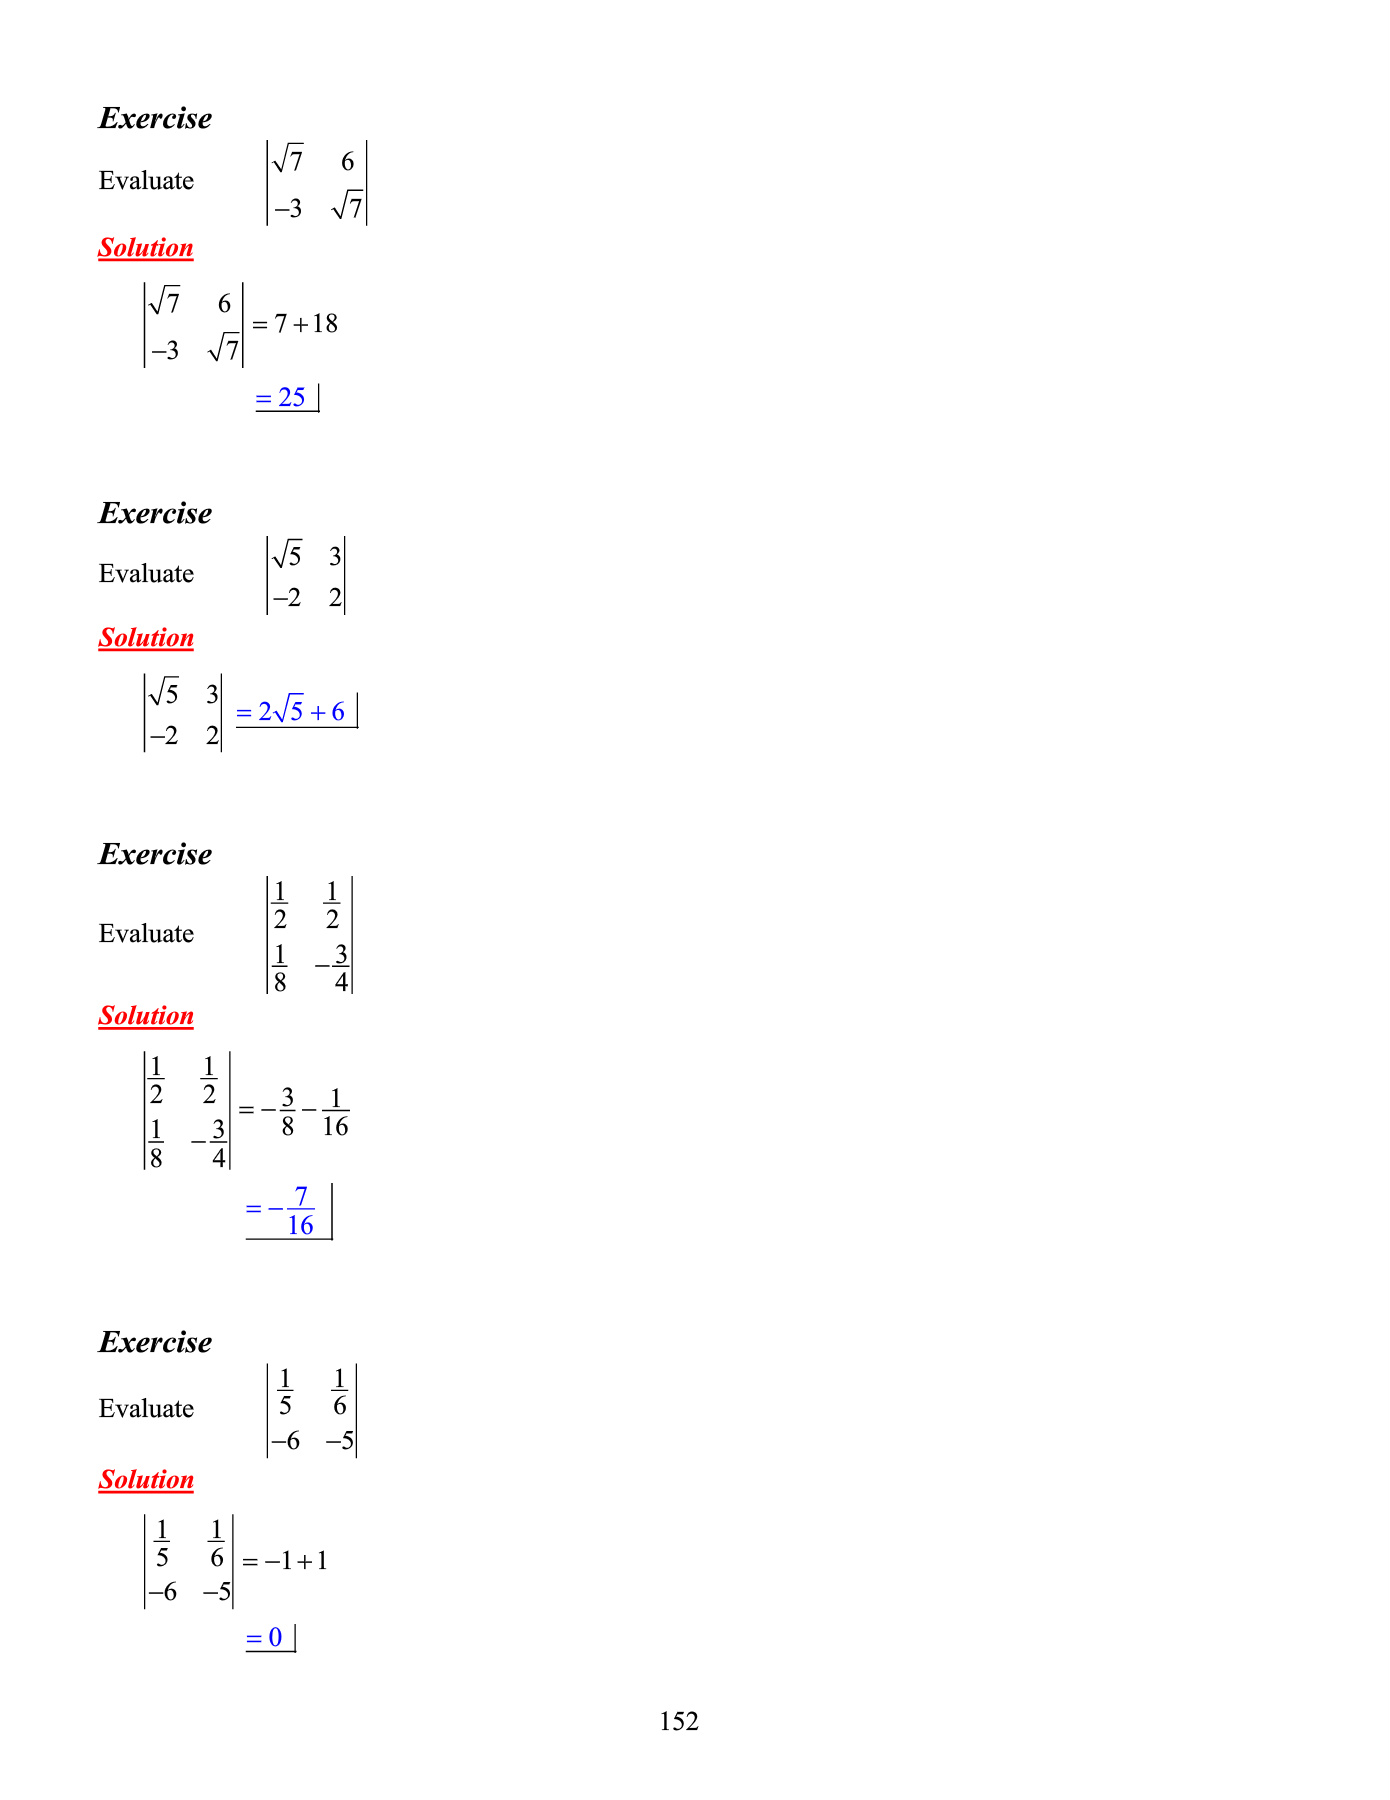 Exercise
Evaluate $\begin{vmatrix} \sqrt{7} & 6 \\ -3 & \sqrt{7} \end{vmatrix}$
Solution
$\begin{vmatrix} \sqrt{7} & 6 \\ -3 & \sqrt{7} \end{vmatrix} = 7 + 18$
$= 25$
Exercise
Evaluate $\begin{vmatrix} \sqrt{5} & 3 \\ -2 & 2 \end{vmatrix}$
Solution
$\begin{vmatrix} \sqrt{5} & 3 \\ -2 & 2 \end{vmatrix} = 2\sqrt{5} + 6$
Exercise
Evaluate $\begin{vmatrix} \frac{1}{2} & \frac{1}{2} \\ \frac{1}{8} & -\frac{3}{4} \end{vmatrix}$
Solution
$\begin{vmatrix} \frac{1}{2} & \frac{1}{2} \\ \frac{1}{8} & -\frac{3}{4} \end{vmatrix} = -\frac{3}{8} - \frac{1}{16}$
$= -\frac{7}{16}$
Exercise
Evaluate $\begin{vmatrix} \frac{1}{5} & \frac{1}{6} \\ -6 & -5 \end{vmatrix}$
Solution
$\begin{vmatrix} \frac{1}{5} & \frac{1}{6} \\ -6 & -5 \end{vmatrix} = -1 + 1$
$= 0$
152